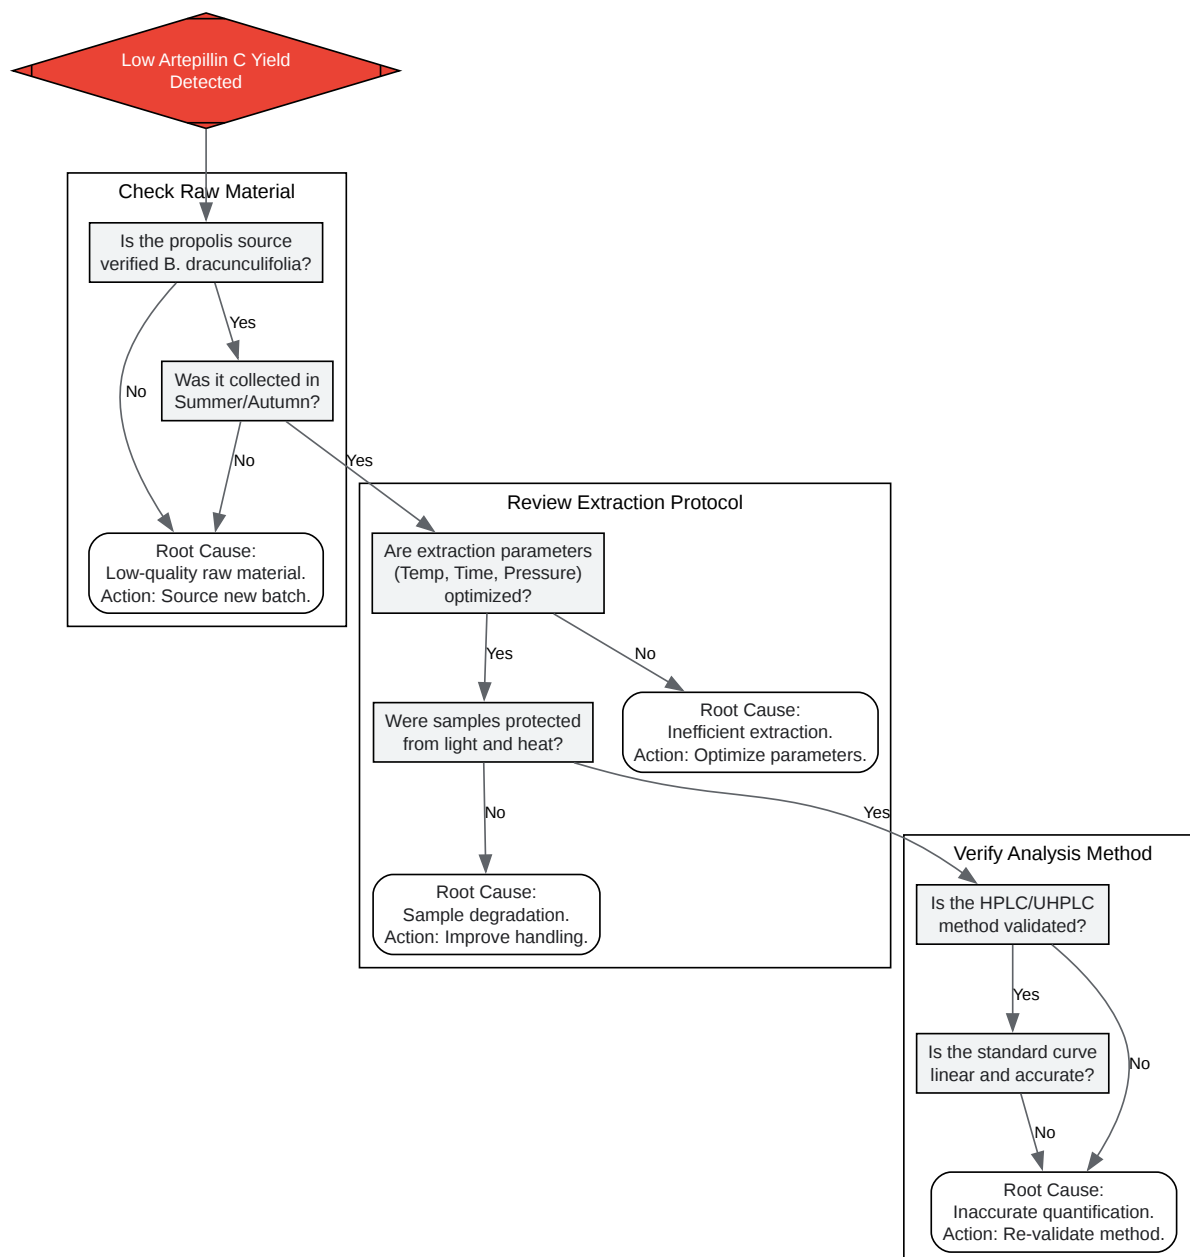 Low Artepillin C Yield
Detected
Check Raw Material
Is the propolis source
verified B. dracunculifolia?
Yes
No
Was it collected in
Summer/Autumn?
No
Yes
Root Cause:
Low-quality raw material.
Action: Source new batch.
Review Extraction Protocol
Are extraction parameters
(Temp, Time, Pressure)
optimized?
Yes
No
Were samples protected
from light and heat?
Root Cause:
Inefficient extraction.
Action: Optimize parameters.
No
Yes
Root Cause:
Sample degradation.
Action: Improve handling.
Verify Analysis Method
Is the HPLC/UHPLC
method validated?
Yes
No
Is the standard curve
linear and accurate?
No
Root Cause:
Inaccurate quantification.
Action: Re-validate method.